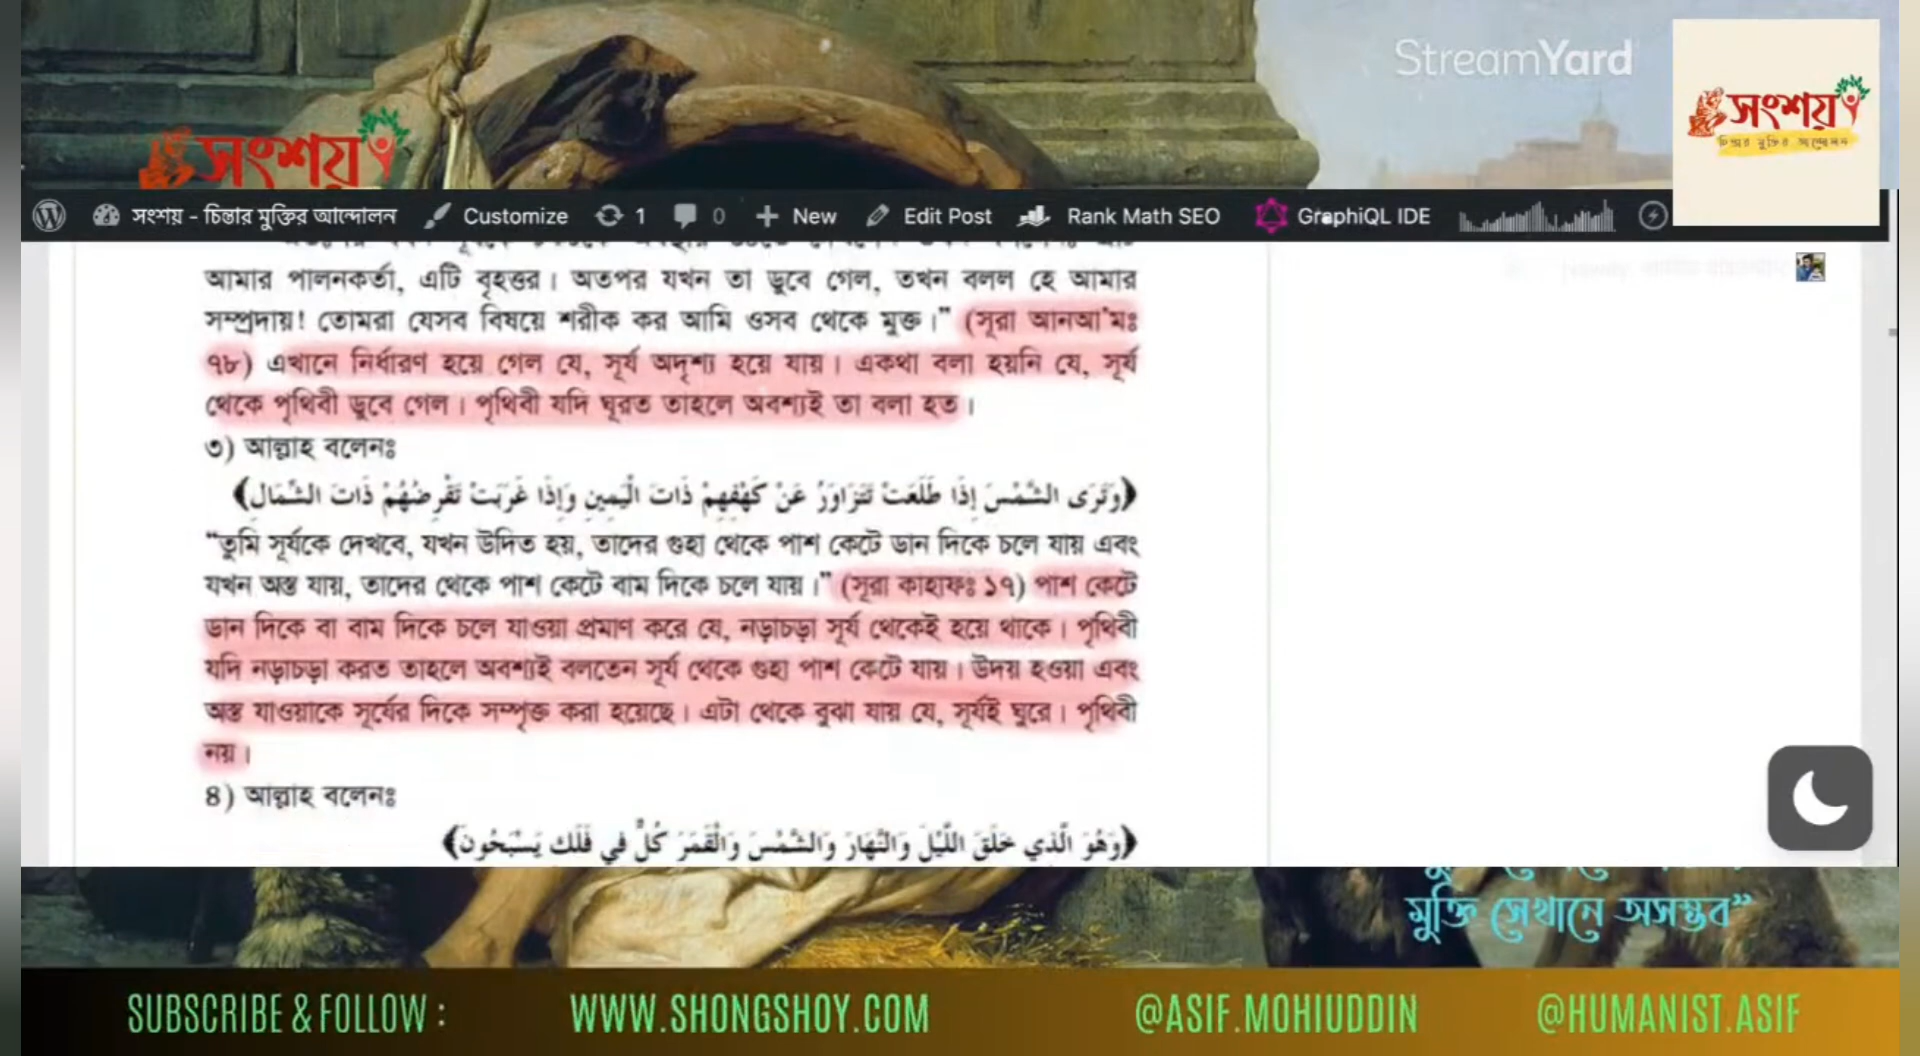 StreamYard
সংশয়
চিন্তার মুক্তির আন্দোলন
সংশয়
সংশয় - চিন্তার মুক্তির আন্দোলন Customize 1 0 New Edit Post Rank Math SEO GraphiQL IDE
আমার পালনকর্তা, এটি বৃহত্তর। অতপর যখন তা ডুবে গেল, তখন বলল হে আমার
সম্প্রদায়! তোমরা যেসব বিষয়ে শরীক কর আমি ওসব থেকে মুক্ত।” (সূরা আনআ'মঃ
৭৮) এখানে নির্ধারণ হয়ে গেল যে, সূর্য অদৃশ্য হয়ে যায়। একথা বলা হয়নি যে, সূর্য
থেকে পৃথিবী ডুবে গেল। পৃথিবী যদি ঘূরত তাহলে অবশ্যই তা বলা হত।
৩) আল্লাহ বলেনঃ
﴿وَتَرَى الشَّمْسَ إِذَا طَلَعَتْ تَتَزَاوَرُ عَنْ كَهْفِهِمْ ذَاتَ الْيَمِينِ وَإِذَا غَرَبَتْ تَقْرِضُهُمْ ذَاتَ الشِّمَالِ﴾
“তুমি সূর্যকে দেখবে, যখন উদিত হয়, তাদের গুহা থেকে পাশ কেটে ডান দিকে চলে যায় এবং
যখন অস্ত যায়, তাদের থেকে পাশ কেটে বাম দিকে চলে যায়।” (সূরা কাহাফঃ ১৭) পাশ কেটে
ডান দিকে বা বাম দিকে চলে যাওয়া প্রমাণ করে যে, নড়াচড়া সূর্য থেকেই হয়ে থাকে। পৃথিবী
যদি নড়াচড়া করত তাহলে অবশ্যই বলতেন সূর্য থেকে গুহা পাশ কেটে যায়। উদয় হওয়া এবং
অস্ত যাওয়াকে সূর্যের দিকে সম্পৃক্ত করা হয়েছে। এটা থেকে বুঝা যায় যে, সূর্যই ঘুরে। পৃথিবী
নয়।
৪) আল্লাহ বলেনঃ
﴿وَهُوَ الَّذِي خَلَقَ اللَّيْلَ وَالنَّهَارَ وَالشَّمْسَ وَالْقَمَرَ كُلٌّ فِي فَلَكٍ يَسْبَحُونَ﴾
মুক্তি সেখানে অসম্ভব”
SUBSCRIBE & FOLLOW : WWW.SHONGSHOY.COM @ASIF.MOHIUDDIN @HUMANIST.ASIF